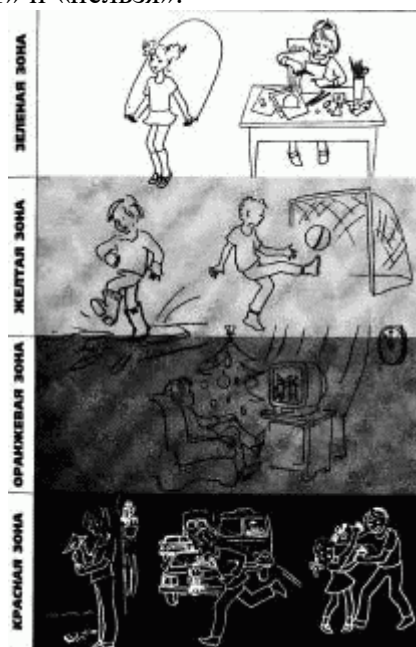 » и «нельзя».
ЗЕЛЕНАЯ ЗОНА
ЖЕЛТАЯ ЗОНА
ОРАНЖЕВАЯ ЗОНА
КРАСНАЯ ЗОНА